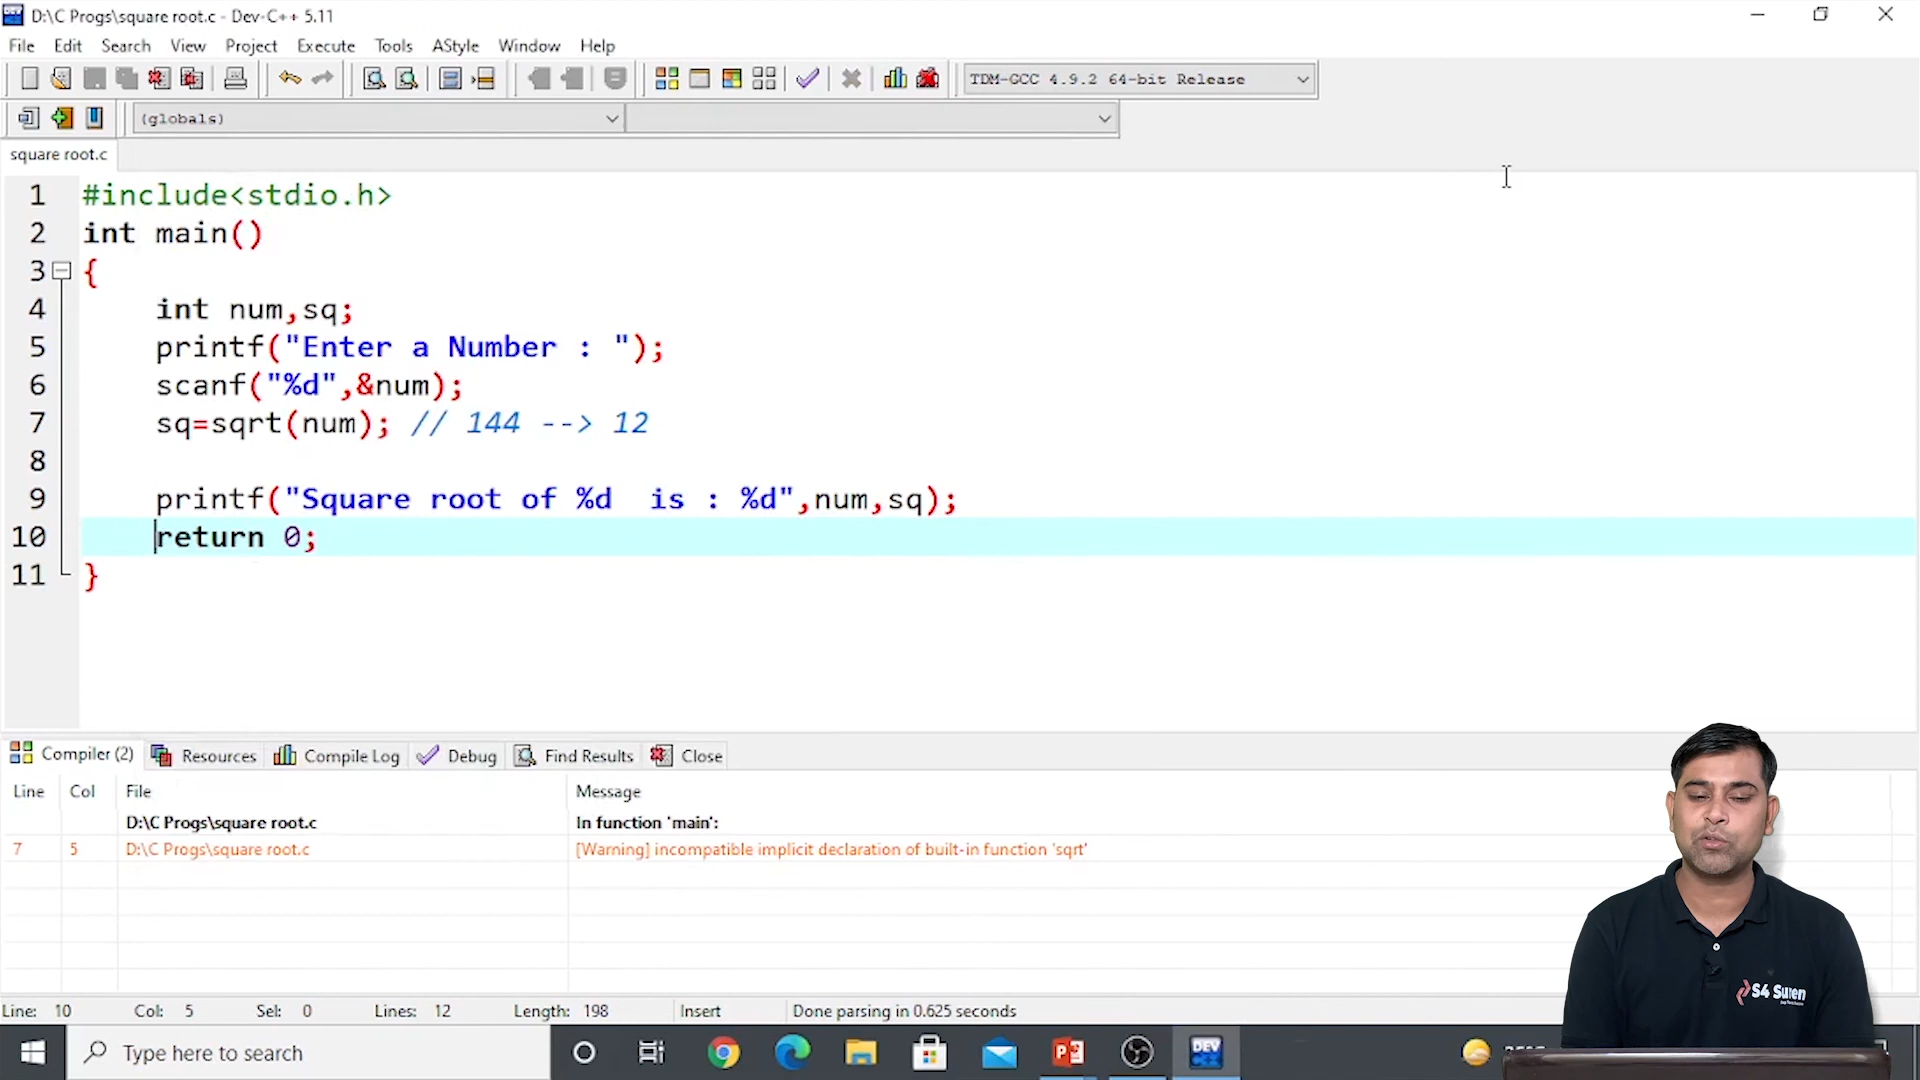 D:\C Progs\square root.c - Dev-C++ 5.11
File Edit Search View Project Execute Tools AStyle Window Help
TDM-GCC 4.9.2 64-bit Release
(globals)
square root.c
1 #include<stdio.h>
2 int main()
3 {
4 int num,sq;
5 printf("Enter a Number : ");
6 scanf("%d",&num);
7 sq=sqrt(num); // 144 --> 12
8
9 printf("Square root of %d  is : %d",num,sq);
10 return 0;
11 }
Compiler (2) Resources Compile Log Debug Find Results Close
Line Col File Message
D:\C Progs\square root.c In function 'main':
7 5 D:\C Progs\square root.c [Warning] incompatible implicit declaration of built-in function 'sqrt'
S4 Suren
Line: 10 Col: 5 Sel: 0 Lines: 12 Length: 198 Insert Done parsing in 0.625 seconds
Type here to search
DEV